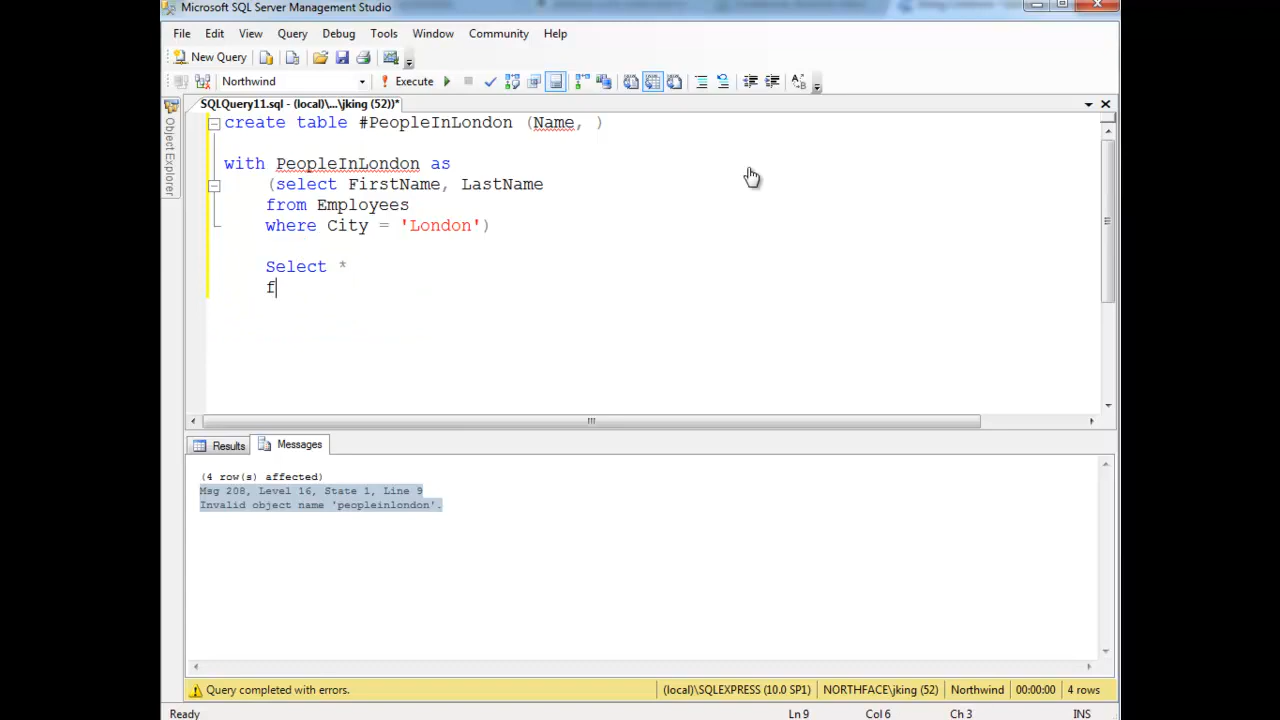 Microsoft SQL Server Management Studio
File Edit View Query Debug Tools Window Community Help
New Query
Northwind Execute
SQLQuery11.sql - (local)\...\jking (52))*
Object Explorer
create table #PeopleInLondon (Name, )
with PeopleInLondon as
(select FirstName, LastName
from Employees
where City = 'London')
Select *
f
Results Messages
(4 row(s) affected)
Msg 208, Level 16, State 1, Line 9
Invalid object name 'peopleinlondon'.
Query completed with errors. (local)\SQLEXPRESS (10.0 SP1) NORTHFACE\jking (52) Northwind 00:00:00 4 rows
Ready Ln 9 Col 6 Ch 3 INS